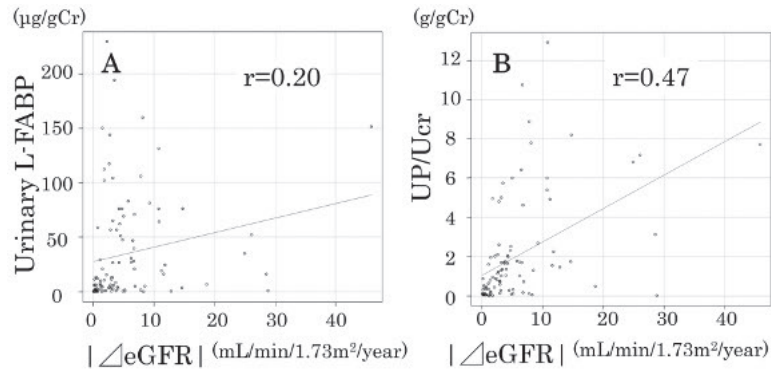 (µg/gCr)
A
r=0.20
Urinary L-FABP
200
150
100
50
0
0 10 20 30 40
|⊿eGFR| (mL/min/1.73m²/year)
(g/gCr)
B
r=0.47
UP/Ucr
12
10
8
6
4
2
0
0 10 20 30 40
|⊿eGFR| (mL/min/1.73m²/year)